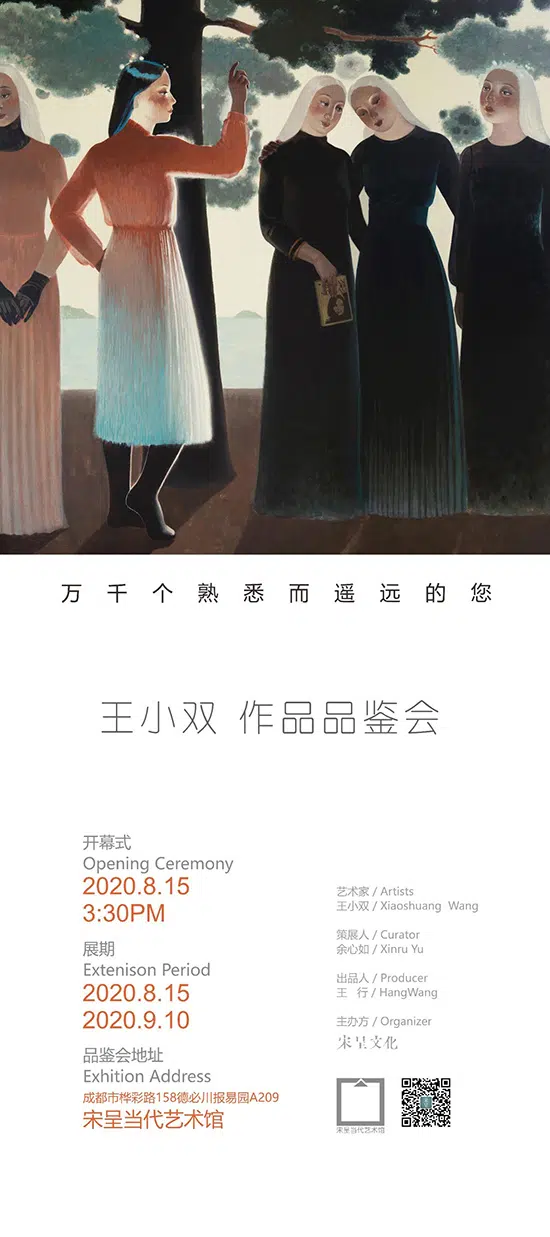 万千个熟悉而遥远的您
王小双 作品品鉴会
开幕式
Opening Ceremony
2020.8.15
3:30PM
展期
Extenison Period
2020.8.15
2020.9.10
品鉴会地址
Exhition Address
成都市桦彩路158德必川报易园A209
宋呈当代艺术馆
艺术家 / Artists
王小双 / Xiaoshuang Wang
策展人 / Curator
余心如 / Xinru Yu
出品人 / Producer
王 行 / HangWang
主办方 / Organizer
宋呈文化
宋呈当代艺术馆